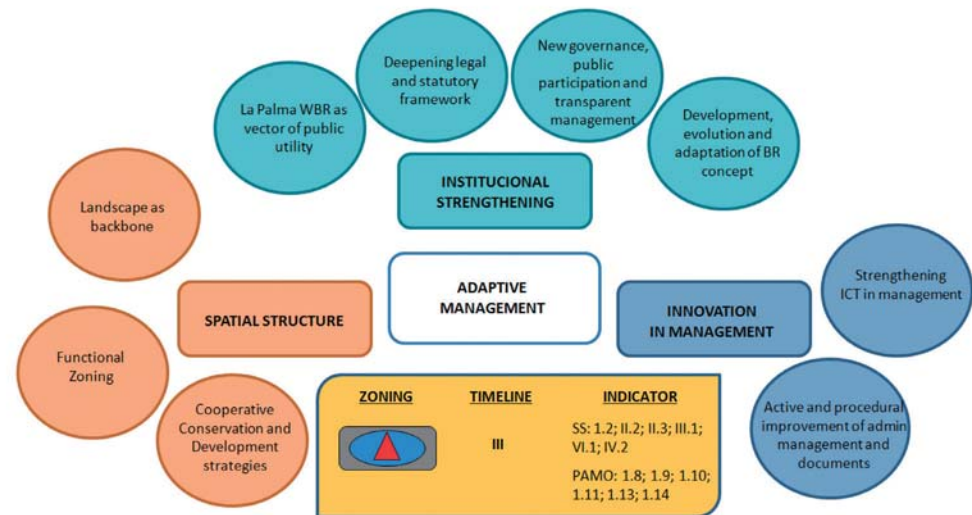 Deepening legal
and statutory
framework
New governance,
public
participation and
transparent
management
La Palma WBR as
vector of public
utility
Development,
evolution and
adaptation of BR
concept
INSTITUCIONAL
STRENGTHENING
Landscape as
backbone
ADAPTIVE
MANAGEMENT
Strengthening
ICT in management
SPATIAL STRUCTURE
INNOVATION
IN MANAGEMENT
Functional
Zoning
Cooperative
Conservation and
Development
strategies
ZONING
TIMELINE
INDICATOR
III
SS: 1.2; II.2; II.3; III.1;
VI.1; IV.2
PAMO: 1.8; 1.9; 1.10;
1.11; 1.13; 1.14
Active and procedural
improvement of admin
management and
documents